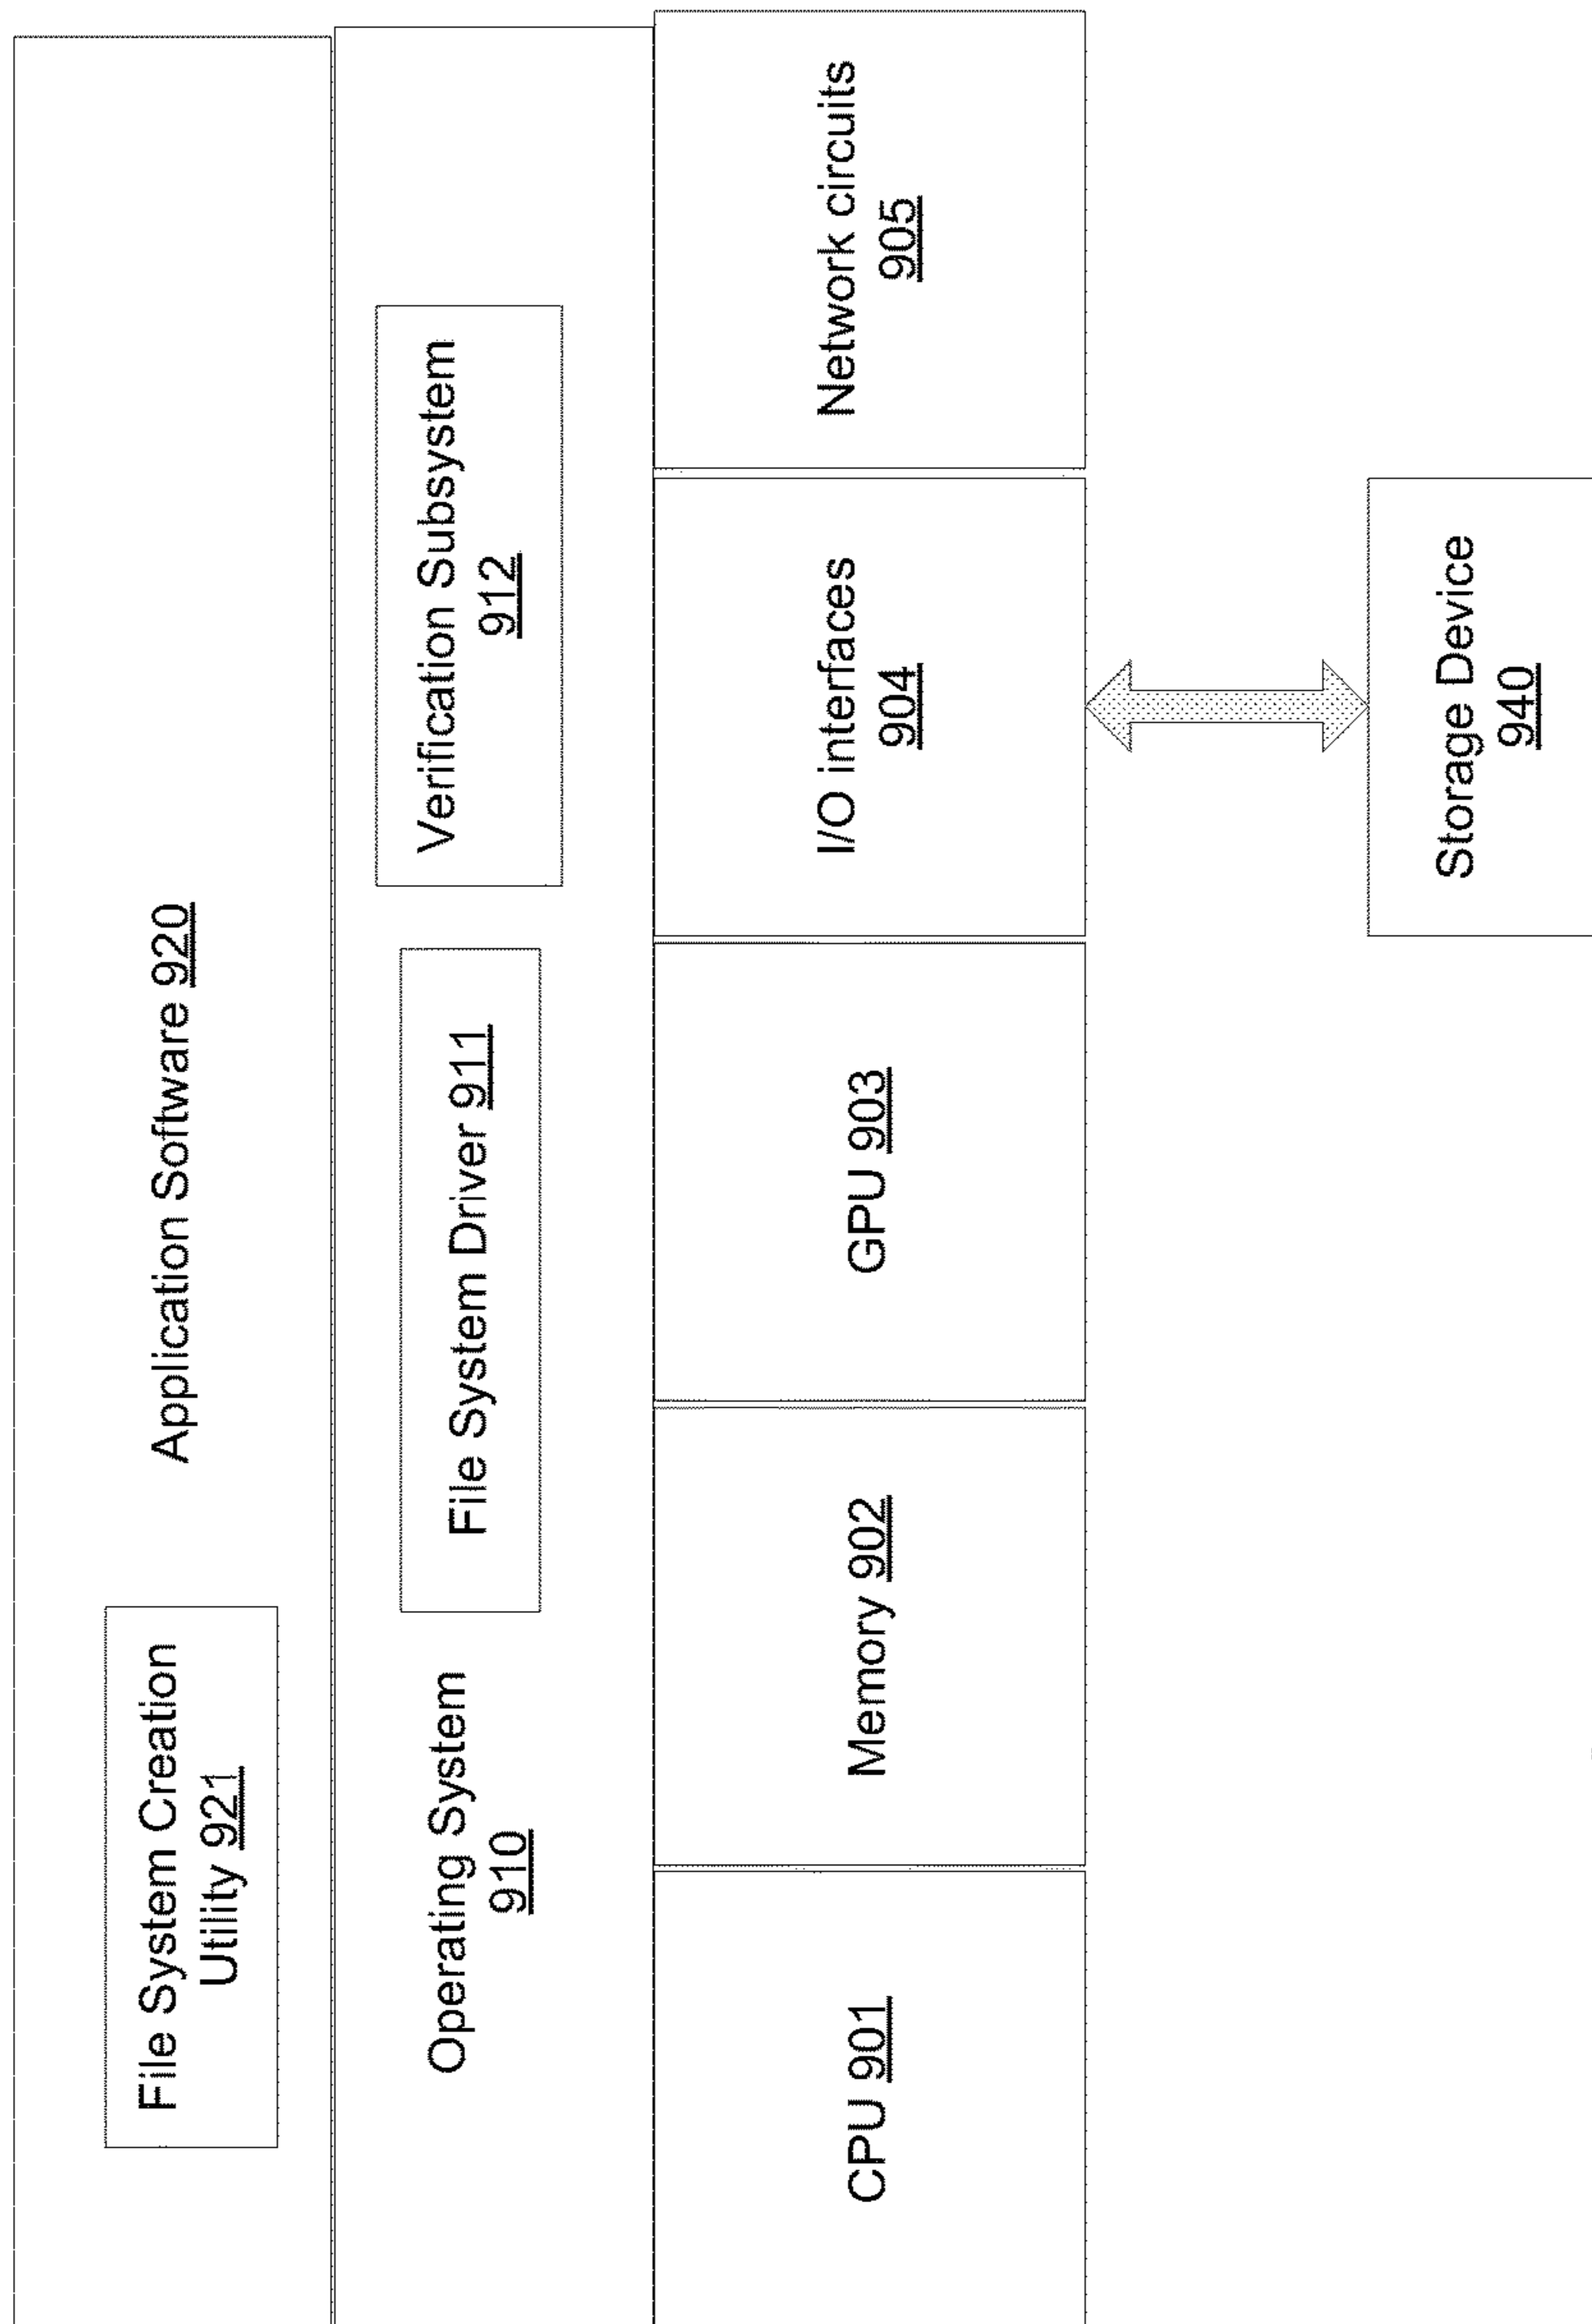 File System Creation
Utility 921
Application Software 920
Operating System
910
File System Driver 911
Verification Subsystem
912
CPU 901
Memory 902
GPU 903
I/O interfaces
904
Network circuits
905
Storage Device
940